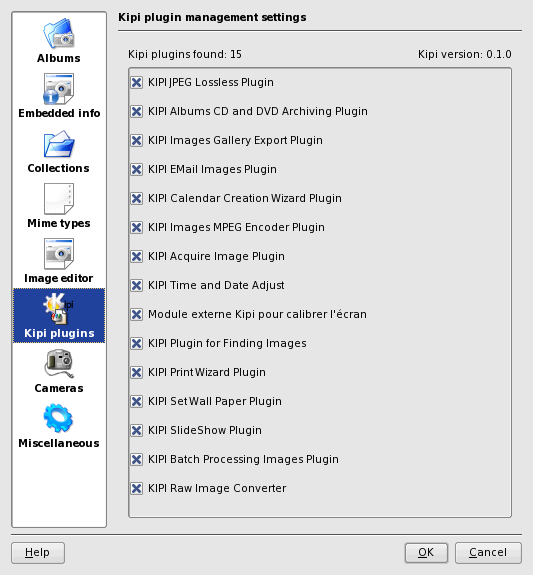 Kipi plugin management settings
Albums
Embedded info
Collections
Mime types
Image editor
Kipi plugins
Cameras
Miscellaneous
Kipi plugins found: 15
Kipi version: 0.1.0
KIPI JPEG Lossless Plugin
KIPI Albums CD and DVD Archiving Plugin
KIPI Images Gallery Export Plugin
KIPI EMail Images Plugin
KIPI Calendar Creation Wizard Plugin
KIPI Images MPEG Encoder Plugin
KIPI Acquire Image Plugin
KIPI Time and Date Adjust
Module externe Kipi pour calibrer l'écran
KIPI Plugin for Finding Images
KIPI Print Wizard Plugin
KIPI Set Wall Paper Plugin
KIPI SlideShow Plugin
KIPI Batch Processing Images Plugin
KIPI Raw Image Converter
Help
OK
Cancel